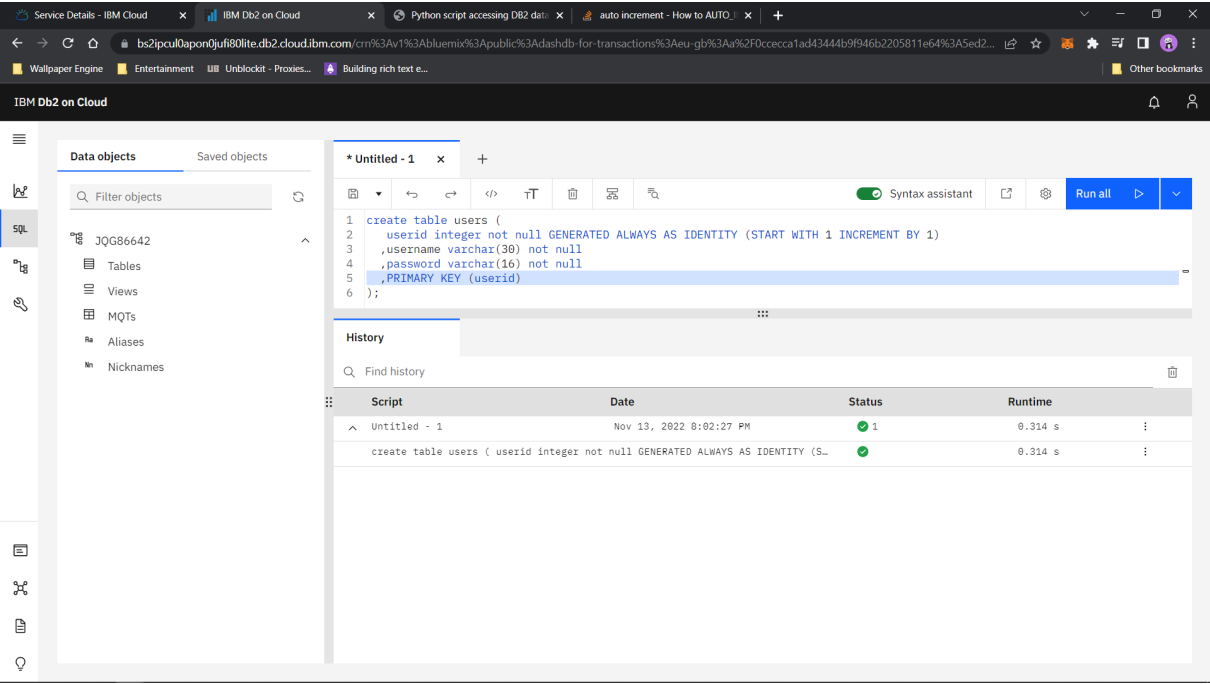 Service Details - IBM Cloud
IBM Db2 on Cloud
Python script accessing DB2 data
auto increment - How to AUTO_I
bs2ipcul0apon0jufi80lite.db2.cloud.ibm.com/crn%3Av1%3Abluemix%3Apublic%3Adashdb-for-transactions%3Aeu-gb%3Aa%2F0ccecca1ad43444b9f946b2205811e64%3A5ed2...
Wallpaper Engine
Entertainment
UB Unblockit - Proxies...
Building rich text e...
Other bookmarks
IBM Db2 on Cloud
Data objects
Saved objects
* Untitled - 1
Filter objects
Syntax assistant
Run all
SQL
JQG86642
Tables
Views
MQTs
Aliases
Nicknames
1 create table users (
2 userid integer not null GENERATED ALWAYS AS IDENTITY (START WITH 1 INCREMENT BY 1)
3 ,username varchar(30) not null
4 ,password varchar(16) not null
5 ,PRIMARY KEY (userid)
6 );
History
Find history
Script Date Status Runtime
Untitled - 1 Nov 13, 2022 8:02:27 PM 1 0.314 s
create table users ( userid integer not null GENERATED ALWAYS AS IDENTITY (S… 0.314 s